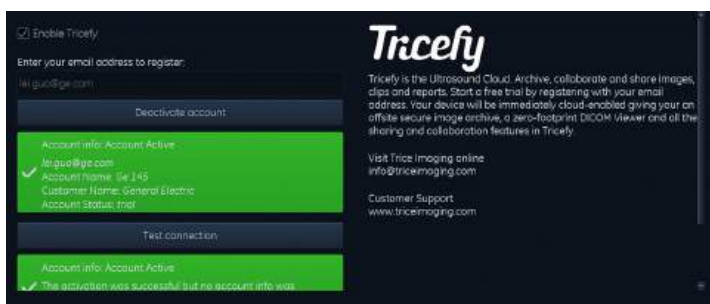 Enable Tricefy
Enter your email address to register:
lei.guo@ge.com
Deactivate account
Account info: Account Active
lei.guo@ge.com
Account Name: Ge 145
Customer Name: General Electric
Account Status: trial
Test connection
Account info: Account Active
The activation was successful but no account info was
Tricefy
Tricefy is the Ultrasound Cloud. Archive, collaborate and share images,
clips and reports. Start a free trial by registering with your email
address. Your device will be immediately cloud-enabled giving your an
offsite secure image archive, a zero-footprint DICOM Viewer and all the
sharing and collaboration features in Tricefy.
Visit Trice Imaging online
info@triceimaging.com
Customer Support
www.triceimaging.com